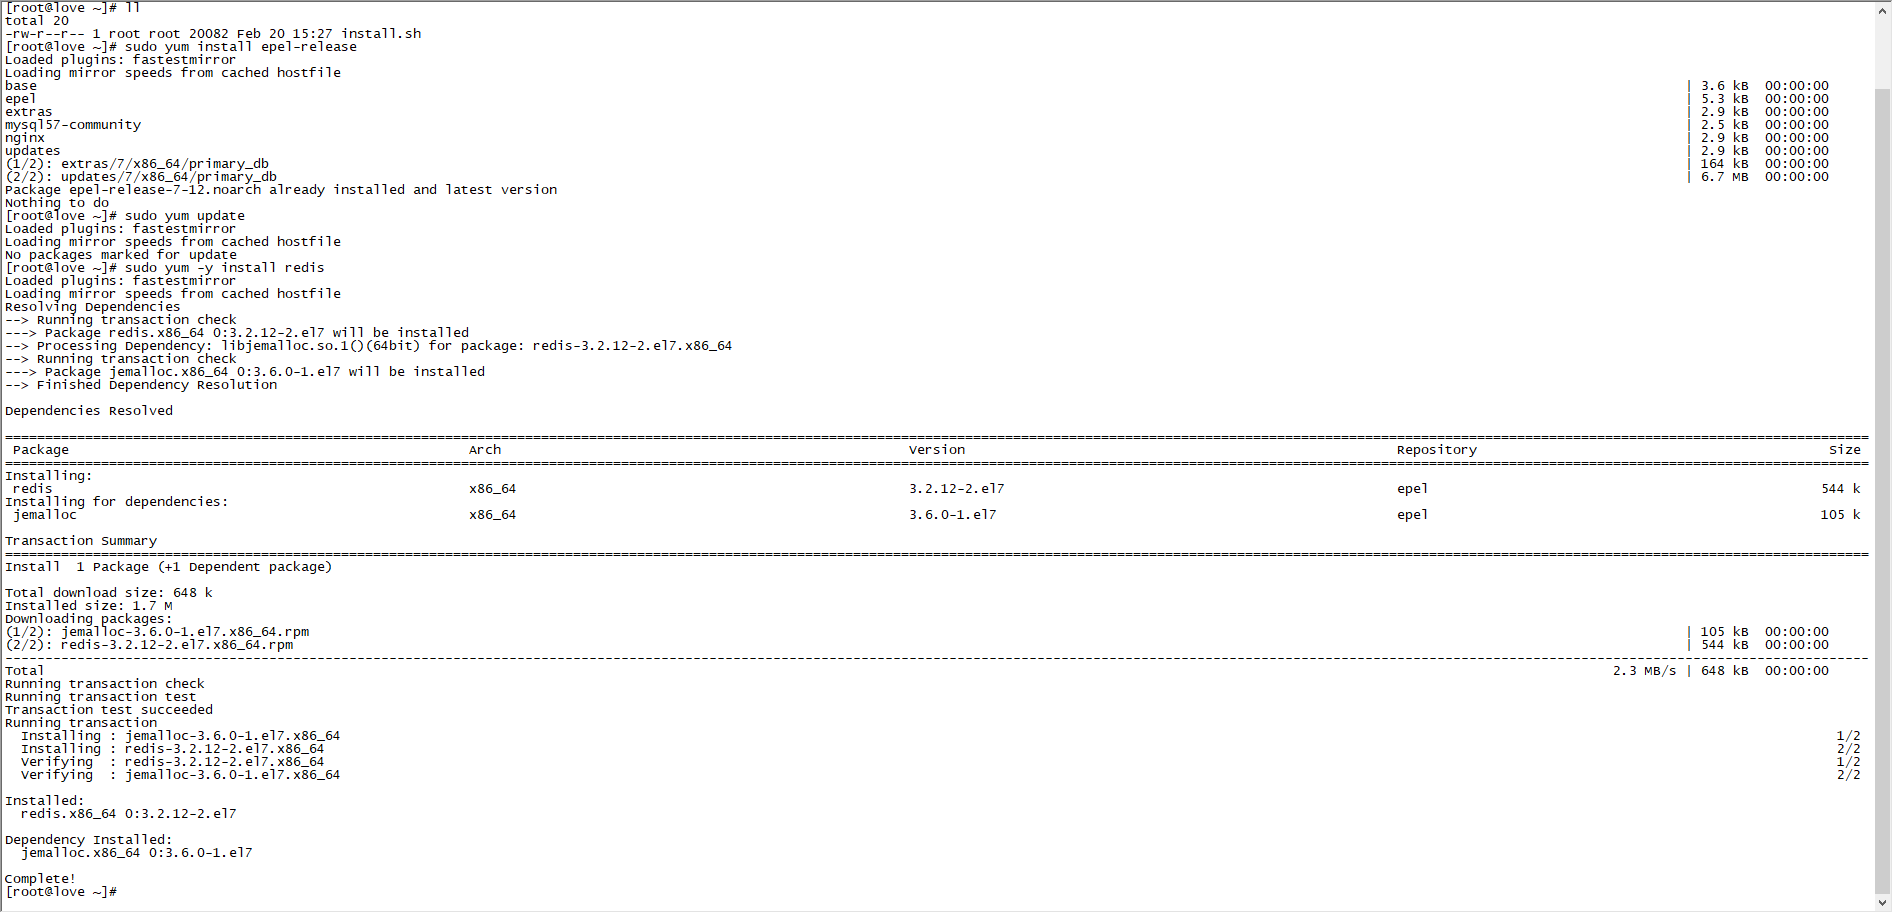 [root@love ~]# ll
total 20
-rw-r--r-- 1 root root 20082 Feb 20 15:27 install.sh
[root@love ~]# sudo yum install epel-release
Loaded plugins: fastestmirror
Loading mirror speeds from cached hostfile
base | 3.6 kB 00:00:00
epel | 5.3 kB 00:00:00
extras | 2.9 kB 00:00:00
mysql57-community | 2.5 kB 00:00:00
nginx | 2.9 kB 00:00:00
updates | 2.9 kB 00:00:00
(1/2): extras/7/x86_64/primary_db | 164 kB 00:00:00
(2/2): updates/7/x86_64/primary_db | 6.7 MB 00:00:00
Package epel-release-7-12.noarch already installed and latest version
Nothing to do
[root@love ~]# sudo yum update
Loaded plugins: fastestmirror
Loading mirror speeds from cached hostfile
No packages marked for update
[root@love ~]# sudo yum -y install redis
Loaded plugins: fastestmirror
Loading mirror speeds from cached hostfile
Resolving Dependencies
--> Running transaction check
---> Package redis.x86_64 0:3.2.12-2.el7 will be installed
--> Processing Dependency: libjemalloc.so.1()(64bit) for package: redis-3.2.12-2.el7.x86_64
--> Running transaction check
---> Package jemalloc.x86_64 0:3.6.0-1.el7 will be installed
--> Finished Dependency Resolution
Dependencies Resolved
Package Arch Version Repository Size
Installing:
redis x86_64 3.2.12-2.el7 epel 544 k
Installing for dependencies:
jemalloc x86_64 3.6.0-1.el7 epel 105 k
Transaction Summary
Install 1 Package (+1 Dependent package)
Total download size: 648 k
Installed size: 1.7 M
Downloading packages:
(1/2): jemalloc-3.6.0-1.el7.x86_64.rpm | 105 kB 00:00:00
(2/2): redis-3.2.12-2.el7.x86_64.rpm | 544 kB 00:00:00
Total 2.3 MB/s | 648 kB 00:00:00
Running transaction check
Running transaction test
Transaction test succeeded
Running transaction
Installing : jemalloc-3.6.0-1.el7.x86_64 1/2
Installing : redis-3.2.12-2.el7.x86_64 2/2
Verifying : redis-3.2.12-2.el7.x86_64 1/2
Verifying : jemalloc-3.6.0-1.el7.x86_64 2/2
Installed:
redis.x86_64 0:3.2.12-2.el7
Dependency Installed:
jemalloc.x86_64 0:3.6.0-1.el7
Complete!
[root@love ~]#